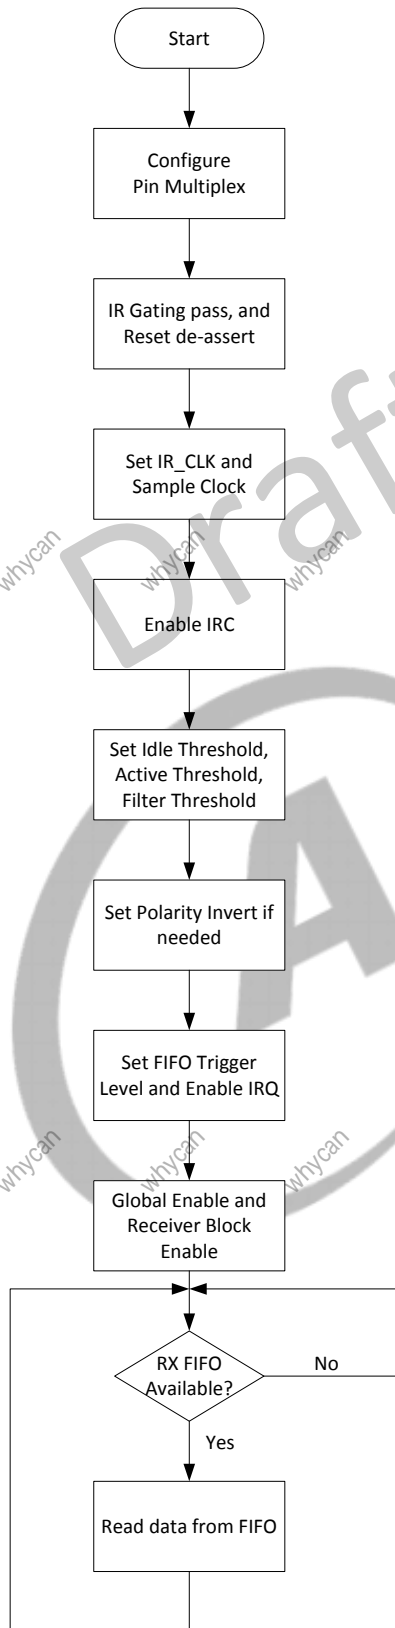 Start
Configure
Pin Multiplex
IR Gating pass, and
Reset de-assert
Set IR_CLK and
Sample Clock
whycan
whycan
whycan
Draft
Enable IRC
Set Idle Threshold,
Active Threshold,
Filter Threshold
Set Polarity Invert if
needed
Set FIFO Trigger
Level and Enable IRQ
whycan
whycan
whycan
Global Enable and
Receiver Block
Enable
RX FIFO
Available?
No
Yes
Read data from FIFO